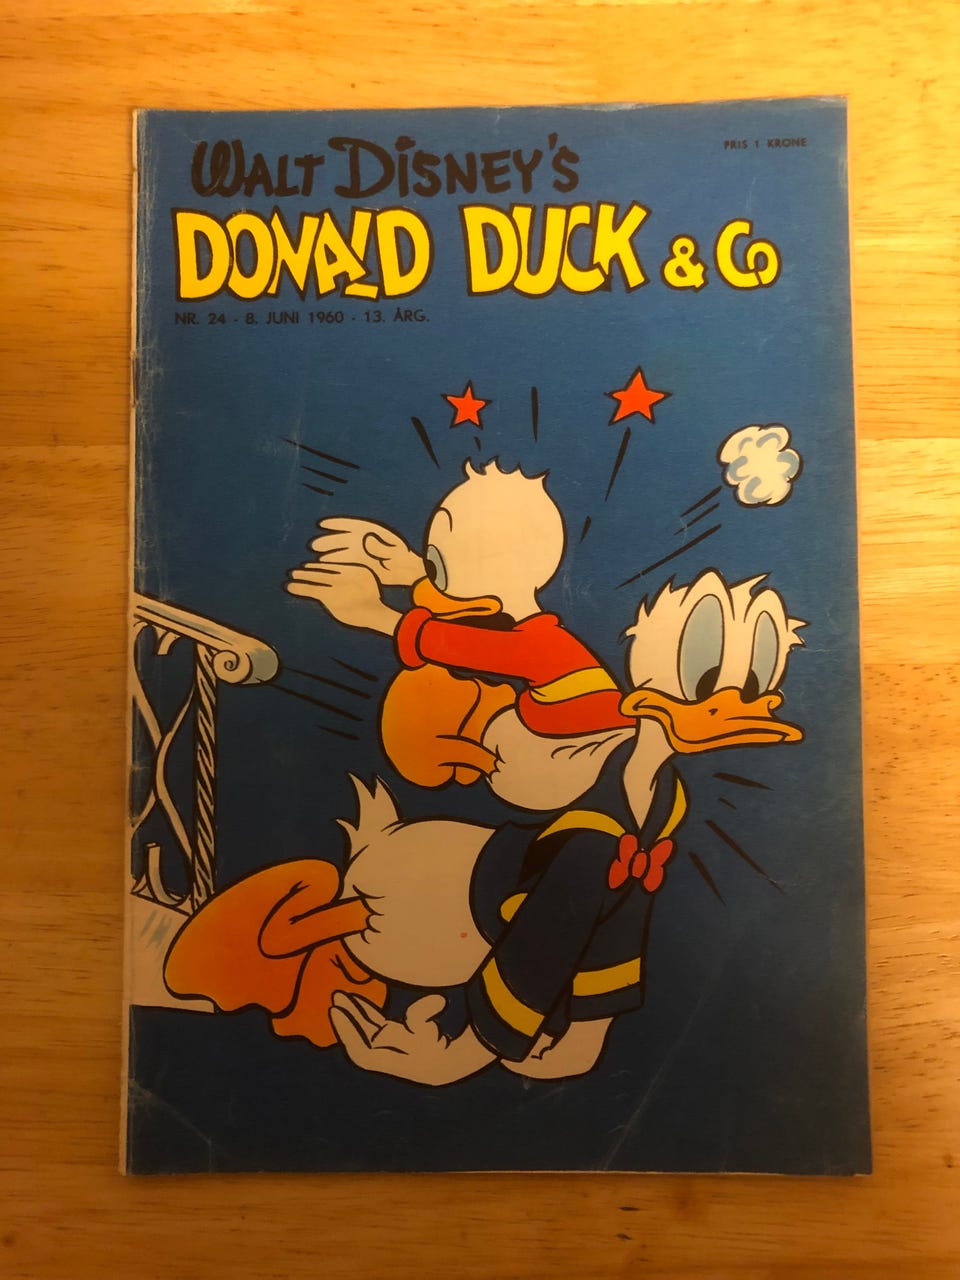 PRIS 1 KRONE
WALT DISNEY'S
DONALD DUCK & Co
NR. 24 - 8. JUNI 1960 - 13. ÅRG.